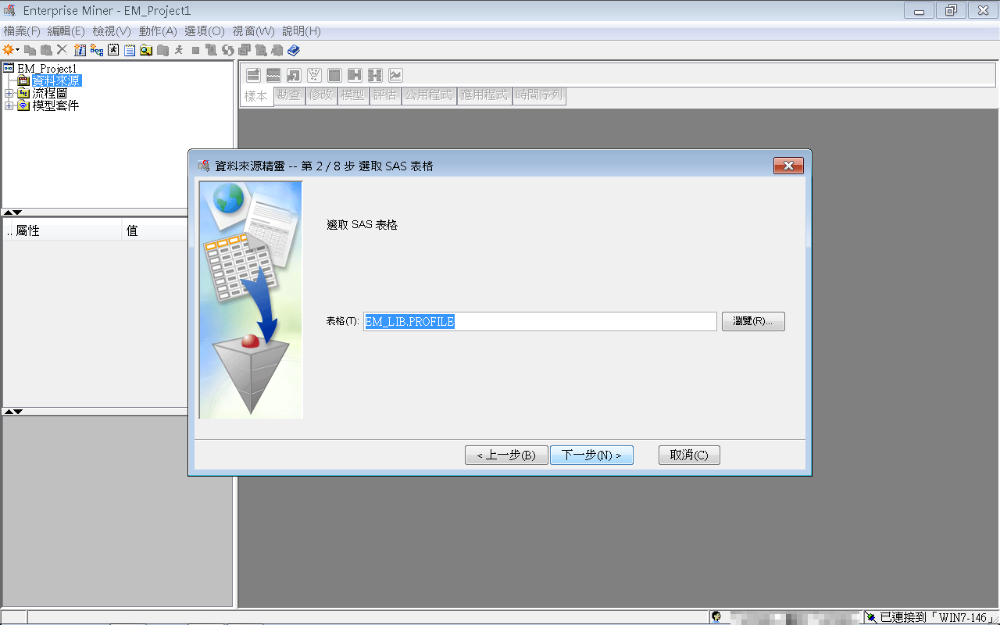 Enterprise Miner - EM_Project1
檔案(F) 編輯(E) 檢視(V) 動作(A) 選項(O) 視窗(W) 說明(H)
EM_Project1
資料來源
流程圖
模型套件
樣本 勘查 修改 模型 評估 公用程式 應用程式 時間序列
.. 屬性 值
資料來源精靈 -- 第 2 / 8 步 選取 SAS 表格
選取 SAS 表格
表格(T): EM_LIB.PROFILE 瀏覽(R)...
< 上一步(B) 下一步(N) > 取消(C)
已連接到「WIN7-146」